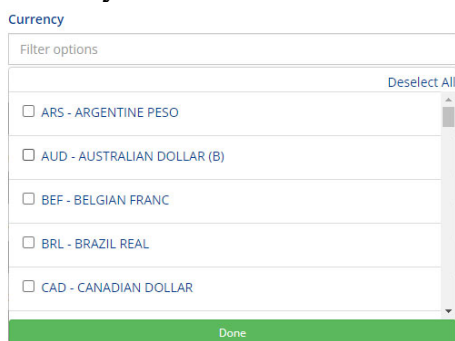 Currency
Filter options
Deselect All
ARS - ARGENTINE PESO
AUD - AUSTRALIAN DOLLAR (B)
BEF - BELGIAN FRANC
BRL - BRAZIL REAL
CAD - CANADIAN DOLLAR
Done